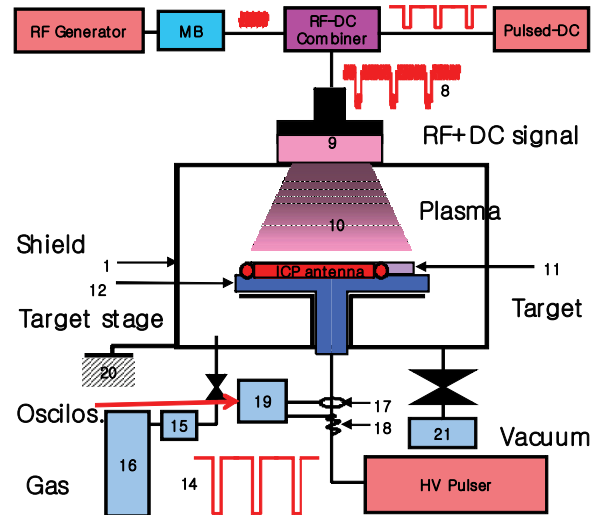 RF Generator
MB
RF-DC
Combiner
Pulsed-DC
8
9
RF+DC signal
10
Plasma
Shield
1
ICP antenna
11
12
Target
Target stage
20
Oscilos.
19
17
15
18
21
Vacuum
16
14
HV Pulser
Gas